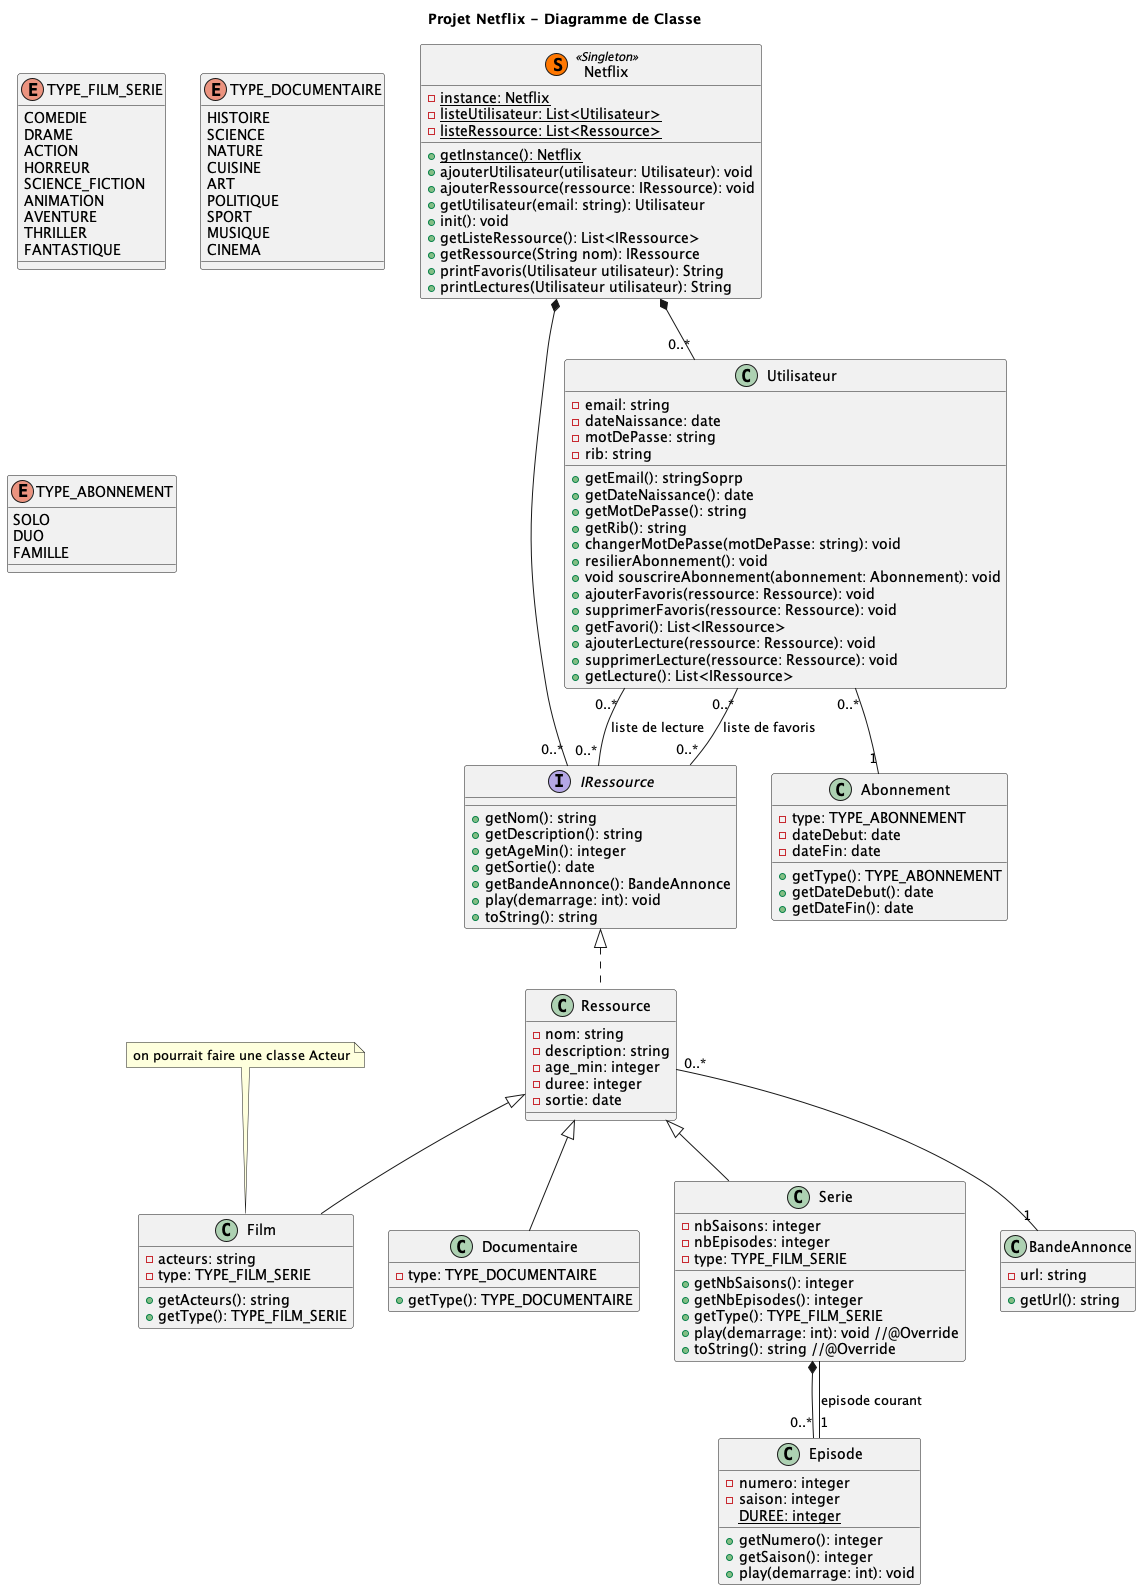 Projet Netflix - Diagramme de Classe
TYPE_FILM_SERIE
COMEDIE
DRAME
ACTION
HORREUR
SCIENCE_FICTION
ANIMATION
AVENTURE
THRILLER
FANTASTIQUE
TYPE_DOCUMENTAIRE
HISTOIRE
SCIENCE
NATURE
CUISINE
ART
POLITIQUE
SPORT
MUSIQUE
CINEMA
«Singleton»
Netflix
instance: Netflix
listeUtilisateur: List<Utilisateur>
listeRessource: List<Ressource>
getInstance(): Netflix
ajouterUtilisateur(utilisateur: Utilisateur): void
ajouterRessource(ressource: IRessource): void
getUtilisateur(email: string): Utilisateur
init(): void
getListeRessource(): List<IRessource>
getRessource(String nom): IRessource
printFavoris(Utilisateur utilisateur): String
printLectures(Utilisateur utilisateur): String
0..*
Utilisateur
email: string
dateNaissance: date
motDePasse: string
rib: string
getEmail(): stringSoprp
getDateNaissance(): date
getMotDePasse(): string
getRib(): string
changerMotDePasse(motDePasse: string): void
resilierAbonnement(): void
void souscrireAbonnement(abonnement: Abonnement): void
ajouterFavoris(ressource: Ressource): void
supprimerFavoris(ressource: Ressource): void
getFavori(): List<IRessource>
ajouterLecture(ressource: Ressource): void
supprimerLecture(ressource: Ressource): void
getLecture(): List<IRessource>
TYPE_ABONNEMENT
SOLO
DUO
FAMILLE
0..* 0..* 0..*
liste de lecture liste de favoris
0..* 0..* 0..* 1
IRessource
getNom(): string
getDescription(): string
getAgeMin(): integer
getSortie(): date
getBandeAnnonce(): BandeAnnonce
play(demarrage: int): void
toString(): string
Abonnement
type: TYPE_ABONNEMENT
dateDebut: date
dateFin: date
getType(): TYPE_ABONNEMENT
getDateDebut(): date
getDateFin(): date
Ressource
nom: string
description: string
age_min: integer
duree: integer
sortie: date
0..*
on pourrait faire une classe Acteur
1
Film
acteurs: string
type: TYPE_FILM_SERIE
getActeurs(): string
getType(): TYPE_FILM_SERIE
Documentaire
type: TYPE_DOCUMENTAIRE
getType(): TYPE_DOCUMENTAIRE
Serie
nbSaisons: integer
nbEpisodes: integer
type: TYPE_FILM_SERIE
getNbSaisons(): integer
getNbEpisodes(): integer
getType(): TYPE_FILM_SERIE
play(demarrage: int): void //@Override
toString(): string //@Override
BandeAnnonce
url: string
getUrl(): string
episode courant
0..* 1
Episode
numero: integer
saison: integer
DUREE: integer
getNumero(): integer
getSaison(): integer
play(demarrage: int): void